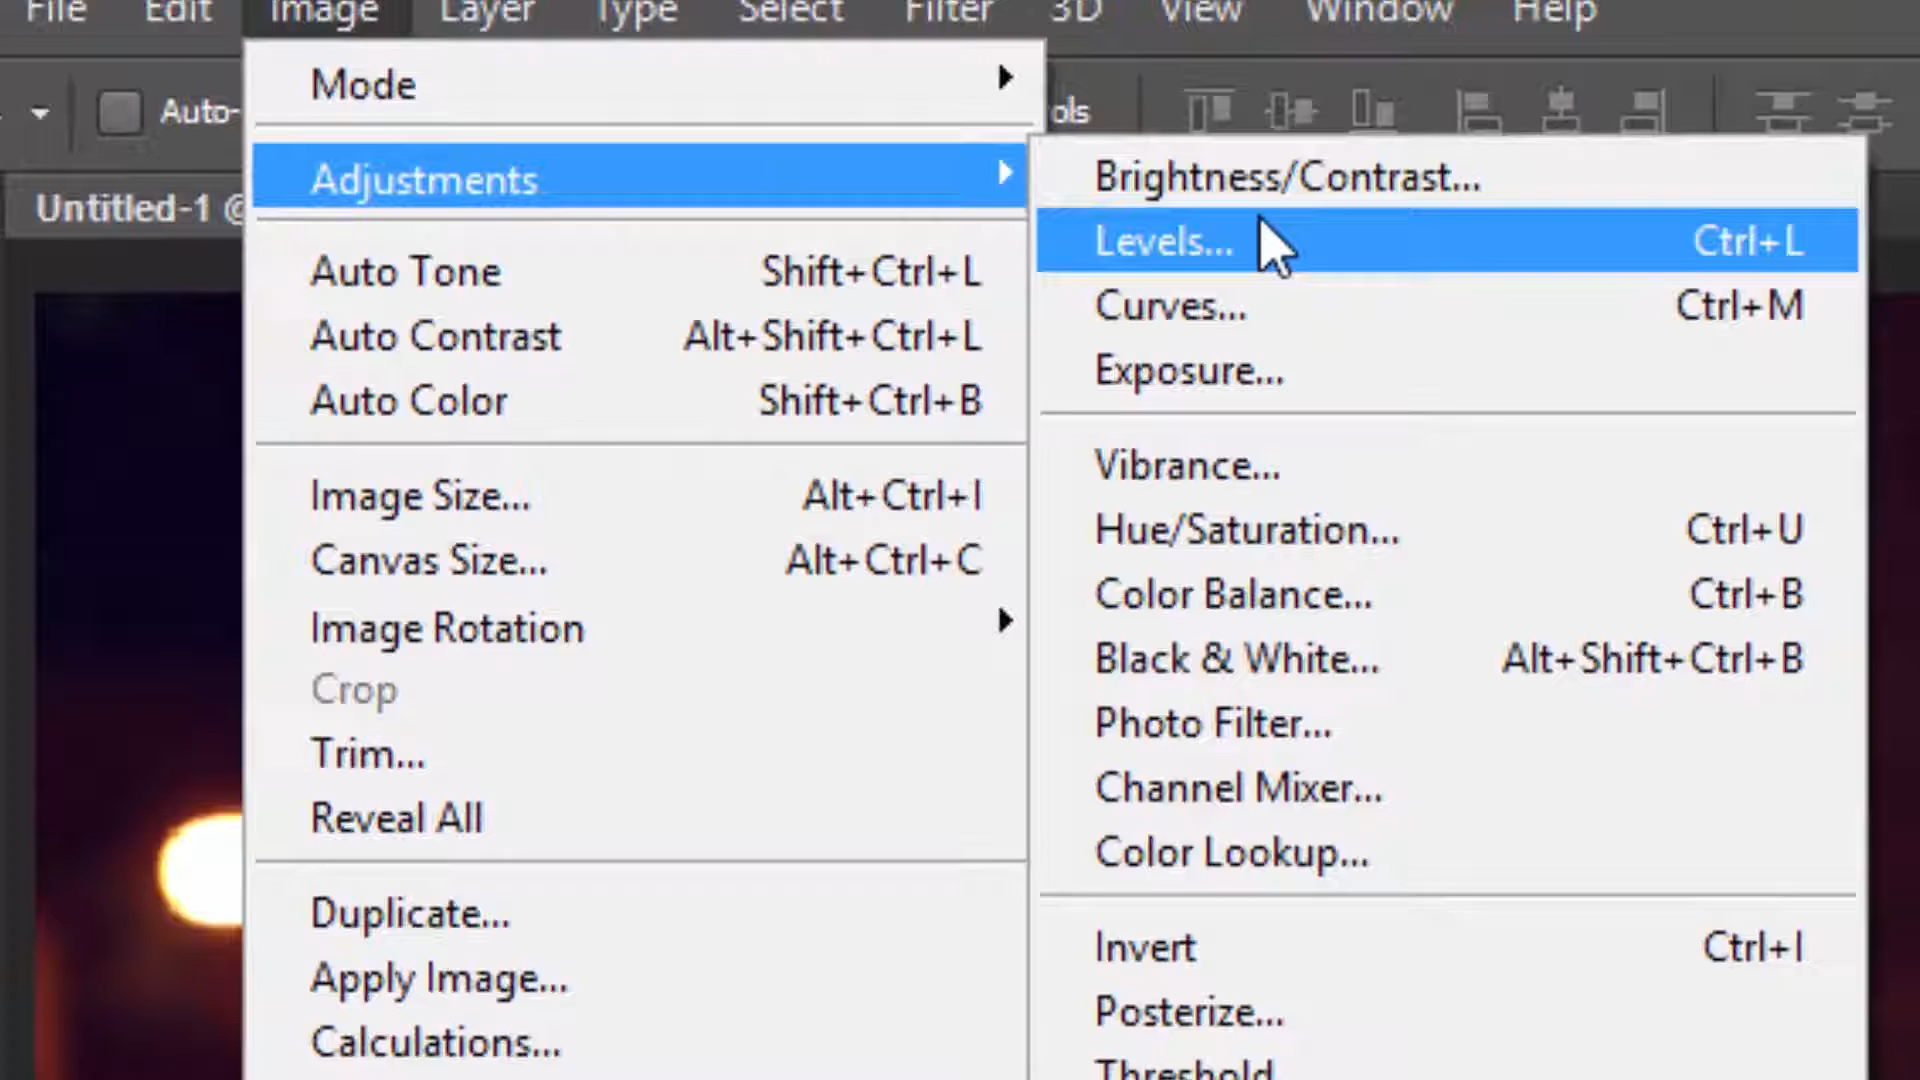 File Edit Image Layer Type Select Filter 3D View Window Help
Auto-
ols
Untitled-1 @
Mode
Adjustments
Auto Tone Shift+Ctrl+L
Auto Contrast Alt+Shift+Ctrl+L
Auto Color Shift+Ctrl+B
Image Size... Alt+Ctrl+I
Canvas Size... Alt+Ctrl+C
Image Rotation
Crop
Trim...
Reveal All
Duplicate...
Apply Image...
Calculations...
Brightness/Contrast...
Levels... Ctrl+L
Curves... Ctrl+M
Exposure...
Vibrance...
Hue/Saturation... Ctrl+U
Color Balance... Ctrl+B
Black & White... Alt+Shift+Ctrl+B
Photo Filter...
Channel Mixer...
Color Lookup...
Invert Ctrl+I
Posterize...
Threshold